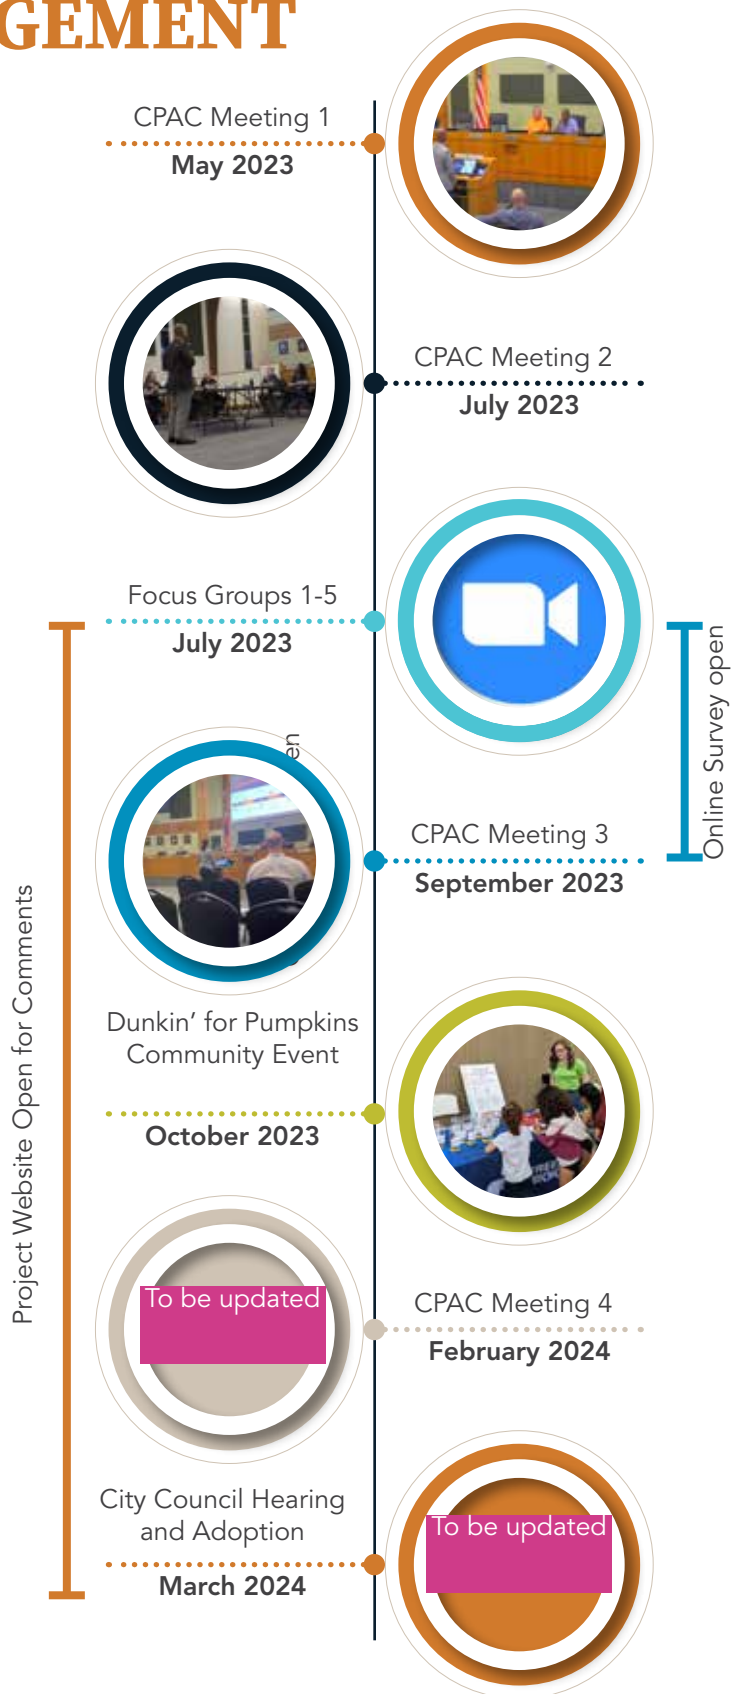 GEMENT
CPAC Meeting 1
May 2023
CPAC Meeting 2
July 2023
Focus Groups 1-5
July 2023
Online Survey open
en
CPAC Meeting 3
September 2023
Project Website Open for Comments
Dunkin’ for Pumpkins
Community Event
October 2023
To be updated
CPAC Meeting 4
February 2024
City Council Hearing
and Adoption
March 2024
To be updated